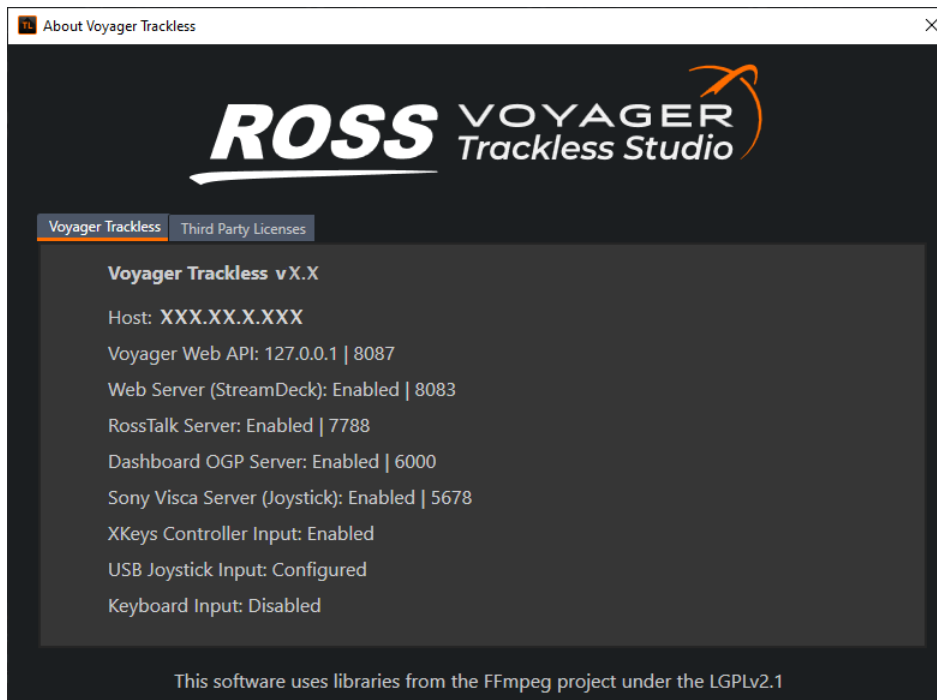 TL About Voyager Trackless
ROSS VOYAGER
Trackless Studio
Voyager Trackless Third Party Licenses
Voyager Trackless vX.X
Host: XXX.XX.X.XXX
Voyager Web API: 127.0.0.1 | 8087
Web Server (StreamDeck): Enabled | 8083
RossTalk Server: Enabled | 7788
Dashboard OGP Server: Enabled | 6000
Sony Visca Server (Joystick): Enabled | 5678
XKeys Controller Input: Enabled
USB Joystick Input: Configured
Keyboard Input: Disabled
This software uses libraries from the FFmpeg project under the LGPLv2.1